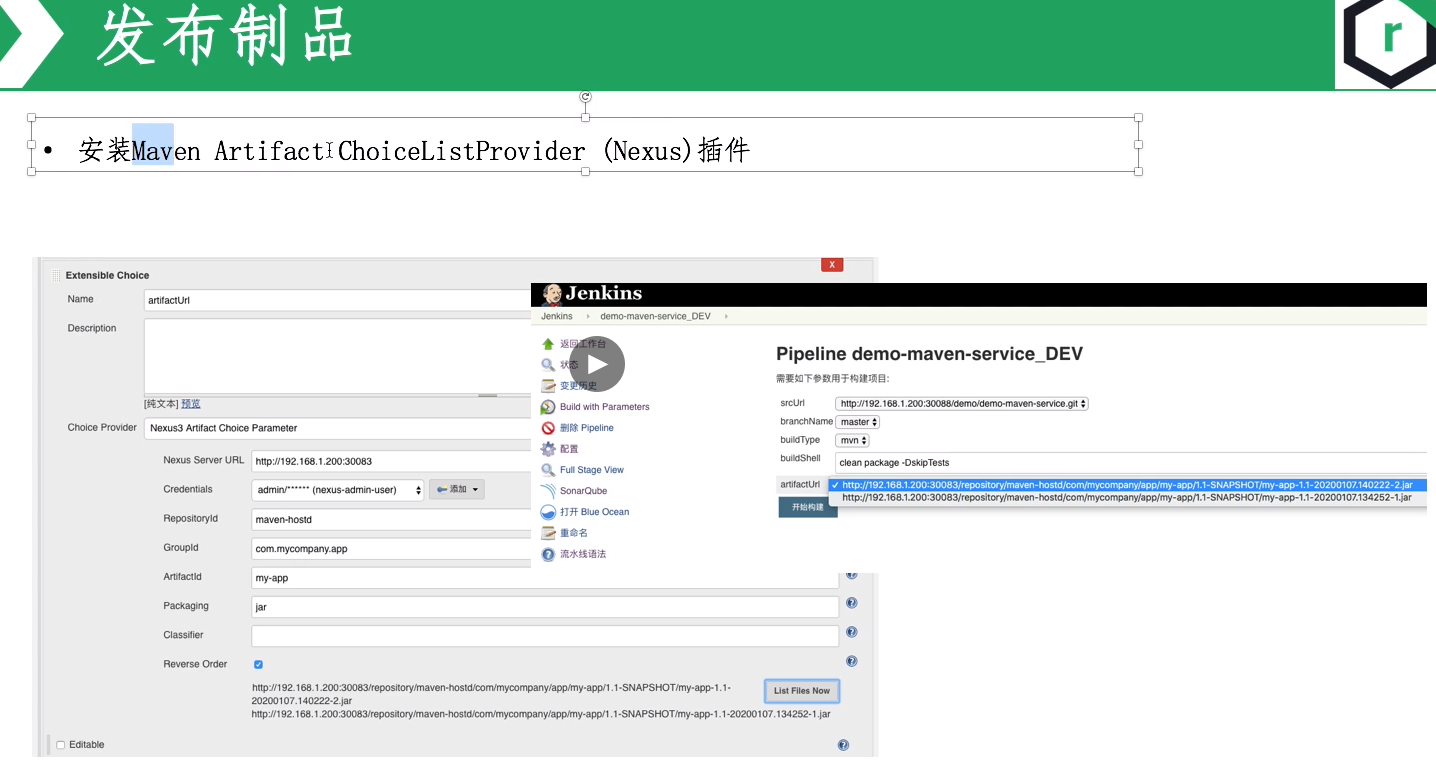 发布制品
r
• 安装Maven Artifact ChoiceListProvider (Nexus)插件
Extensible Choice
X
Name
artifactUrl
Description
[纯文本] 预览
Choice Provider
Nexus3 Artifact Choice Parameter
Nexus Server URL
http://192.168.1.200:30083
Credentials
admin/****** (nexus-admin-user)
添加
RepositoryId
maven-hostd
GroupId
com.mycompany.app
ArtifactId
my-app
Packaging
jar
Classifier
Reverse Order
http://192.168.1.200:30083/repository/maven-hostd/com/mycompany/app/my-app/1.1-SNAPSHOT/my-app-1.1-
20200107.140222-2.jar
http://192.168.1.200:30083/repository/maven-hostd/com/mycompany/app/my-app/1.1-SNAPSHOT/my-app-1.1-20200107.134252-1.jar
List Files Now
Editable
Jenkins
Jenkins
demo-maven-service_DEV
返回工作台
状态
变更历史
Build with Parameters
删除 Pipeline
配置
Full Stage View
SonarQube
打开 Blue Ocean
重命名
流水线语法
Pipeline demo-maven-service_DEV
需要如下参数用于构建项目:
srcUrl
http://192.168.1.200:30088/demo/demo-maven-service.git
branchName
master
buildType
mvn
buildShell
clean package -DskipTests
artifactUrl
✓ http://192.168.1.200:30083/repository/maven-hostd/com/mycompany/app/my-app/1.1-SNAPSHOT/my-app-1.1-20200107.140222-2.jar
http://192.168.1.200:30083/repository/maven-hostd/com/mycompany/app/my-app/1.1-SNAPSHOT/my-app-1.1-20200107.134252-1.jar
开始构建